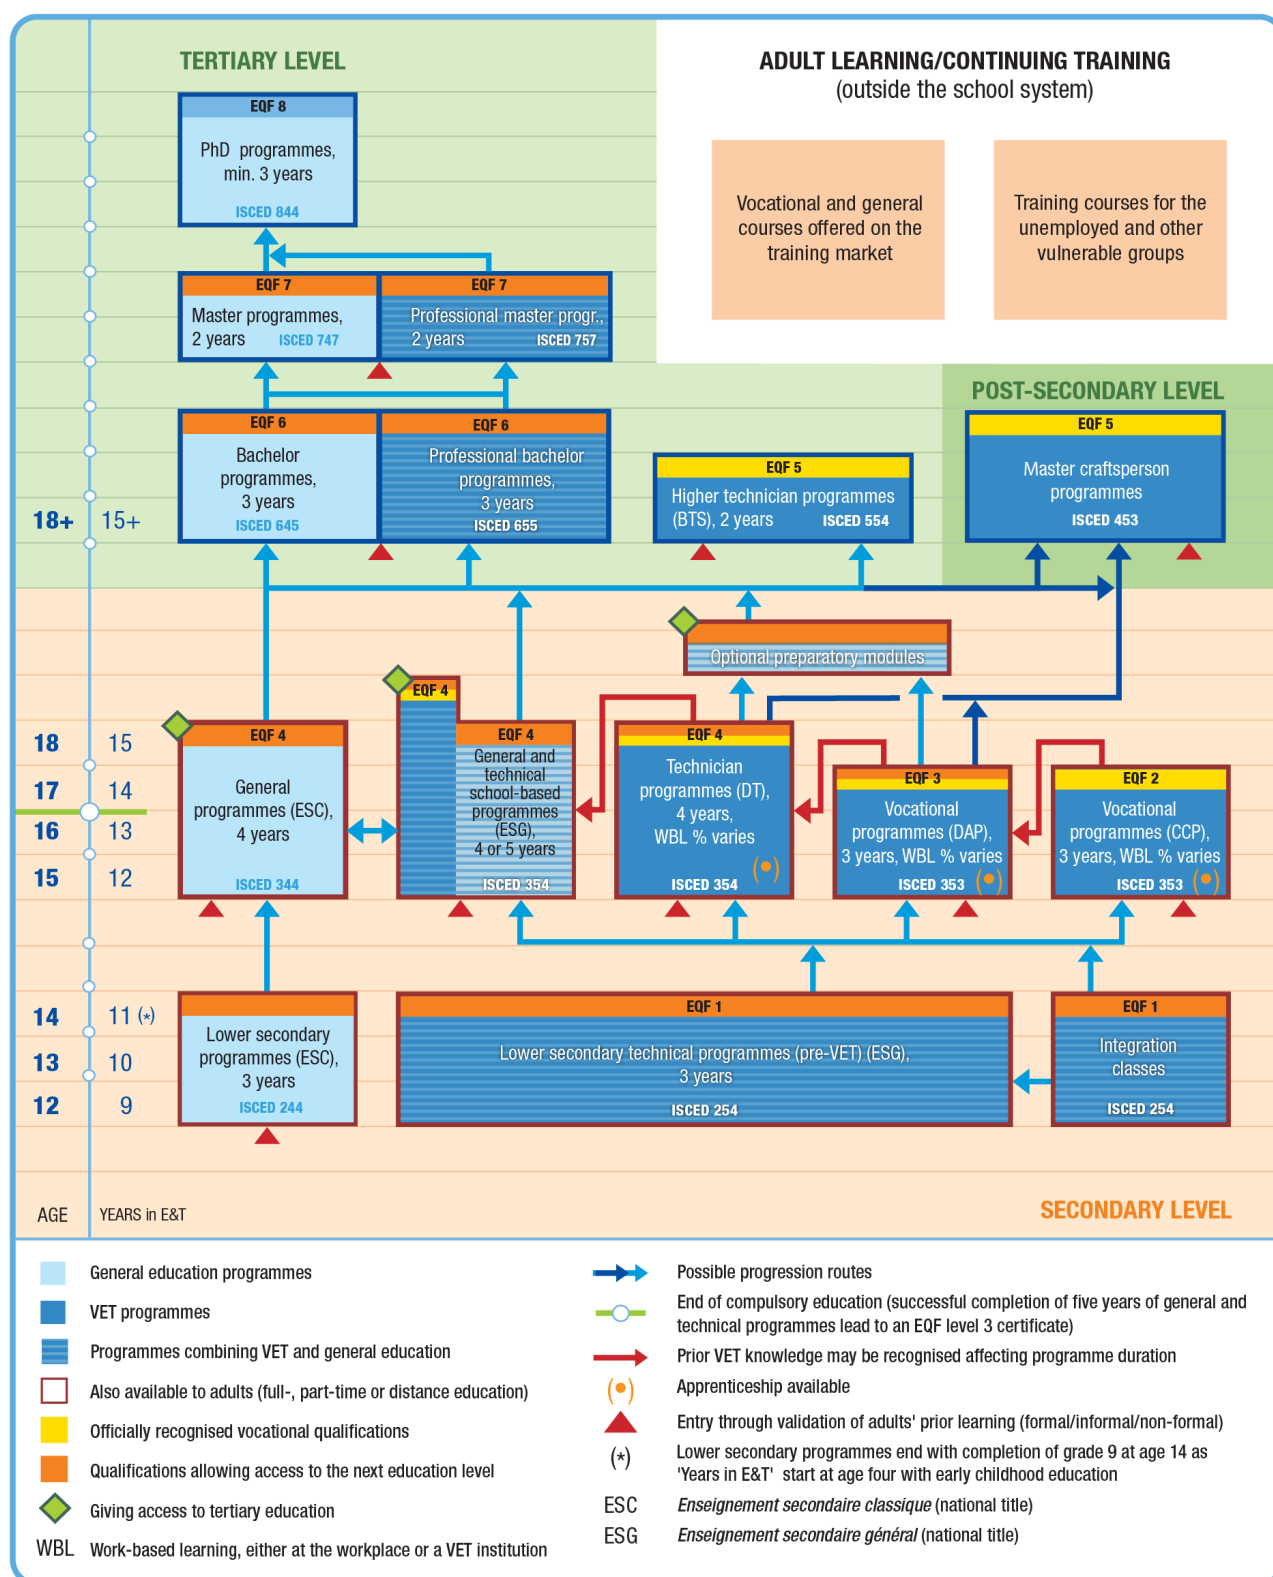 TERTIARY LEVEL
ADULT LEARNING/CONTINUING TRAINING
(outside the school system)
EQF 8
PhD programmes,
min. 3 years
ISCED 844
Vocational and general
courses offered on the
training market
Training courses for the
unemployed and other
vulnerable groups
EQF 7
Master programmes,
2 years ISCED 747
EQF 7
Professional master progr.,
2 years ISCED 757
POST-SECONDARY LEVEL
EQF 6
Bachelor
programmes,
3 years
ISCED 645
EQF 6
Professional bachelor
programmes,
3 years
ISCED 655
EQF 5
Higher technician programmes
(BTS), 2 years ISCED 554
EQF 5
Master craftsperson
programmes
ISCED 453
18+ 15+
Optional preparatory modules
18 15
17 14
16 13
15 12
EQF 4
General
programmes (ESC),
4 years
ISCED 344
EQF 4
EQF 4
General and
technical
school-based
programmes
(ESG),
4 or 5 years
ISCED 354
EQF 4
Technician
programmes (DT),
4 years,
WBL % varies
ISCED 354
EQF 3
Vocational
programmes (DAP),
3 years, WBL % varies
ISCED 353
EQF 2
Vocational
programmes (CCP),
3 years, WBL % varies
ISCED 353
14 11 (*)
13 10
12 9
Lower secondary
programmes (ESC),
3 years
ISCED 244
EQF 1
Lower secondary technical programmes (pre-VET) (ESG),
3 years
ISCED 254
EQF 1
Integration
classes
ISCED 254
AGE YEARS in E&T
SECONDARY LEVEL
General education programmes
VET programmes
Programmes combining VET and general education
Also available to adults (full-, part-time or distance education)
Officially recognised vocational qualifications
Qualifications allowing access to the next education level
Giving access to tertiary education
WBL Work-based learning, either at the workplace or a VET institution
Possible progression routes
End of compulsory education (successful completion of five years of general and
technical programmes lead to an EQF level 3 certificate)
Prior VET knowledge may be recognised affecting programme duration
Apprenticeship available
Entry through validation of adults' prior learning (formal/informal/non-formal)
(*) Lower secondary programmes end with completion of grade 9 at age 14 as
'Years in E&T' start at age four with early childhood education
ESC Enseignement secondaire classique (national title)
ESG Enseignement secondaire général (national title)